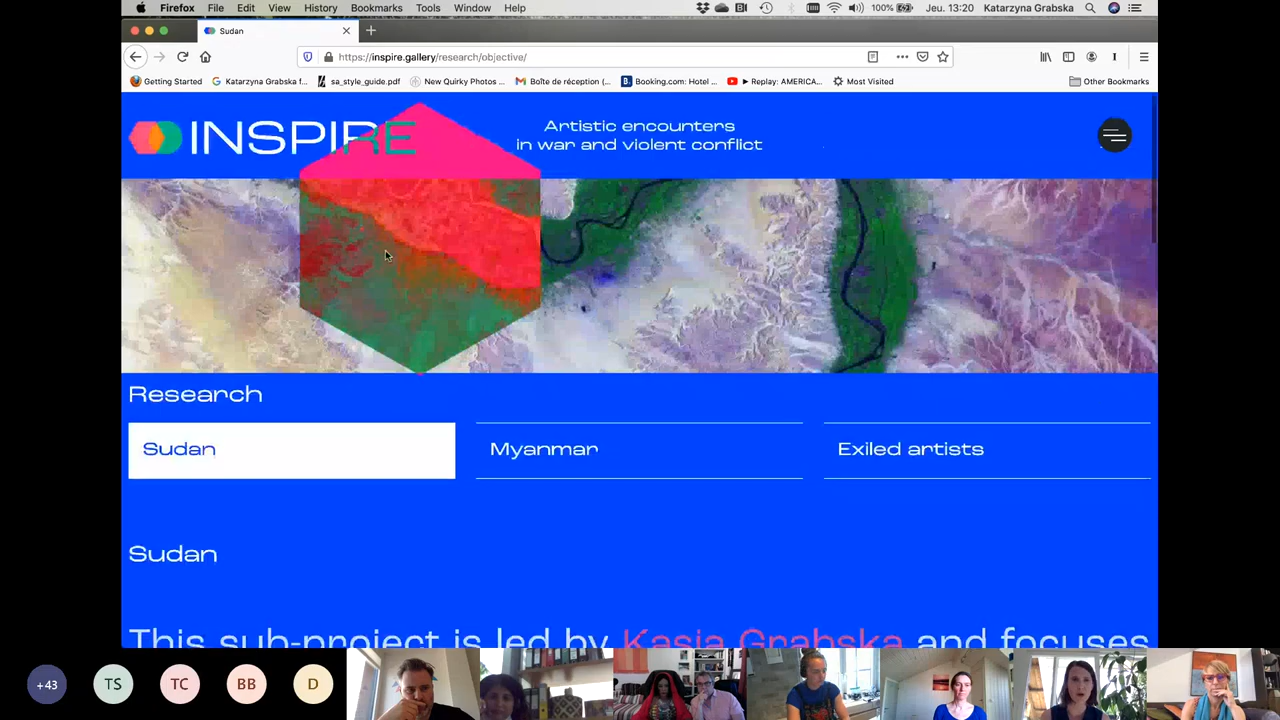 Firefox File Edit View History Bookmarks Tools Window Help 100% Jeu. 13:20 Katarzyna Grabska
Sudan
https://inspire.gallery/research/objective/
Getting Started Katarzyna Grabska f... sa_style_guide.pdf New Quirky Photos ... Boîte de réception (... Booking.com: Hotel ... ► Replay: AMERICA... Most Visited Other Bookmarks
INSPIRE
Artistic encounters
in war and violent conflict
Research
Sudan Myanmar Exiled artists
Sudan
This sub-project is led by Kasia Grabska and focuses
+43 TS TC BB D